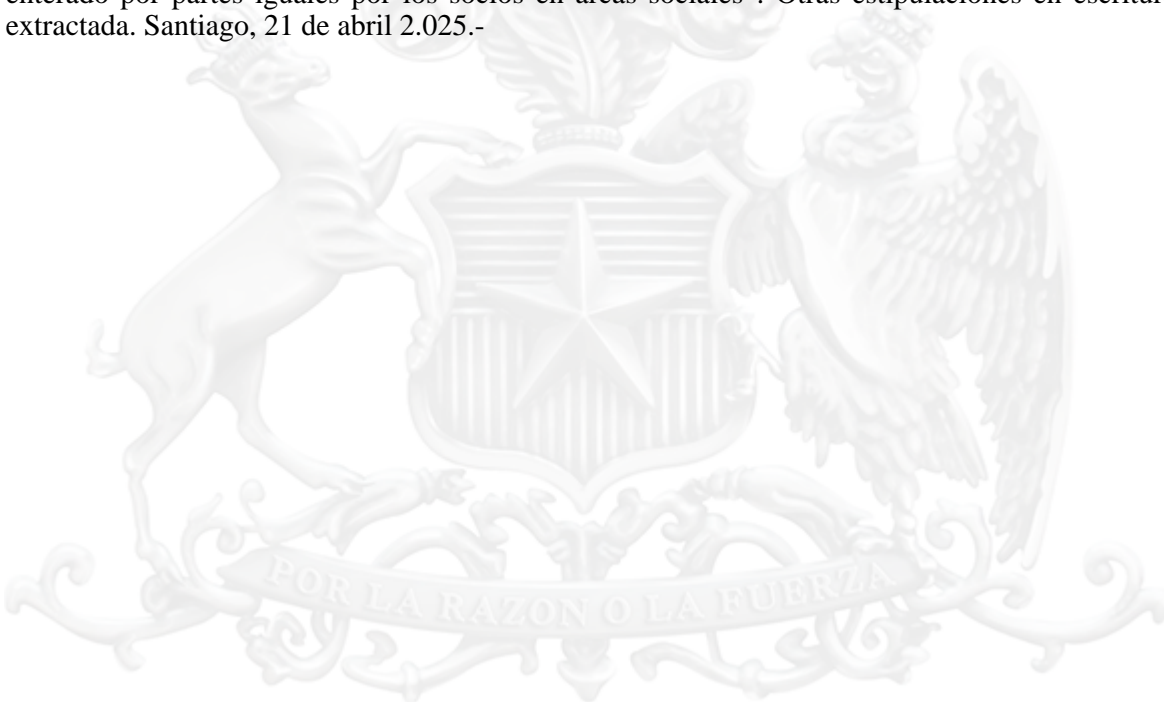 enterado por partes iguales por los socios en arcas sociales". Otras estipulaciones en escritura
extractada. Santiago, 21 de abril 2.025.-
POR LA RAZON O LA FUERZA